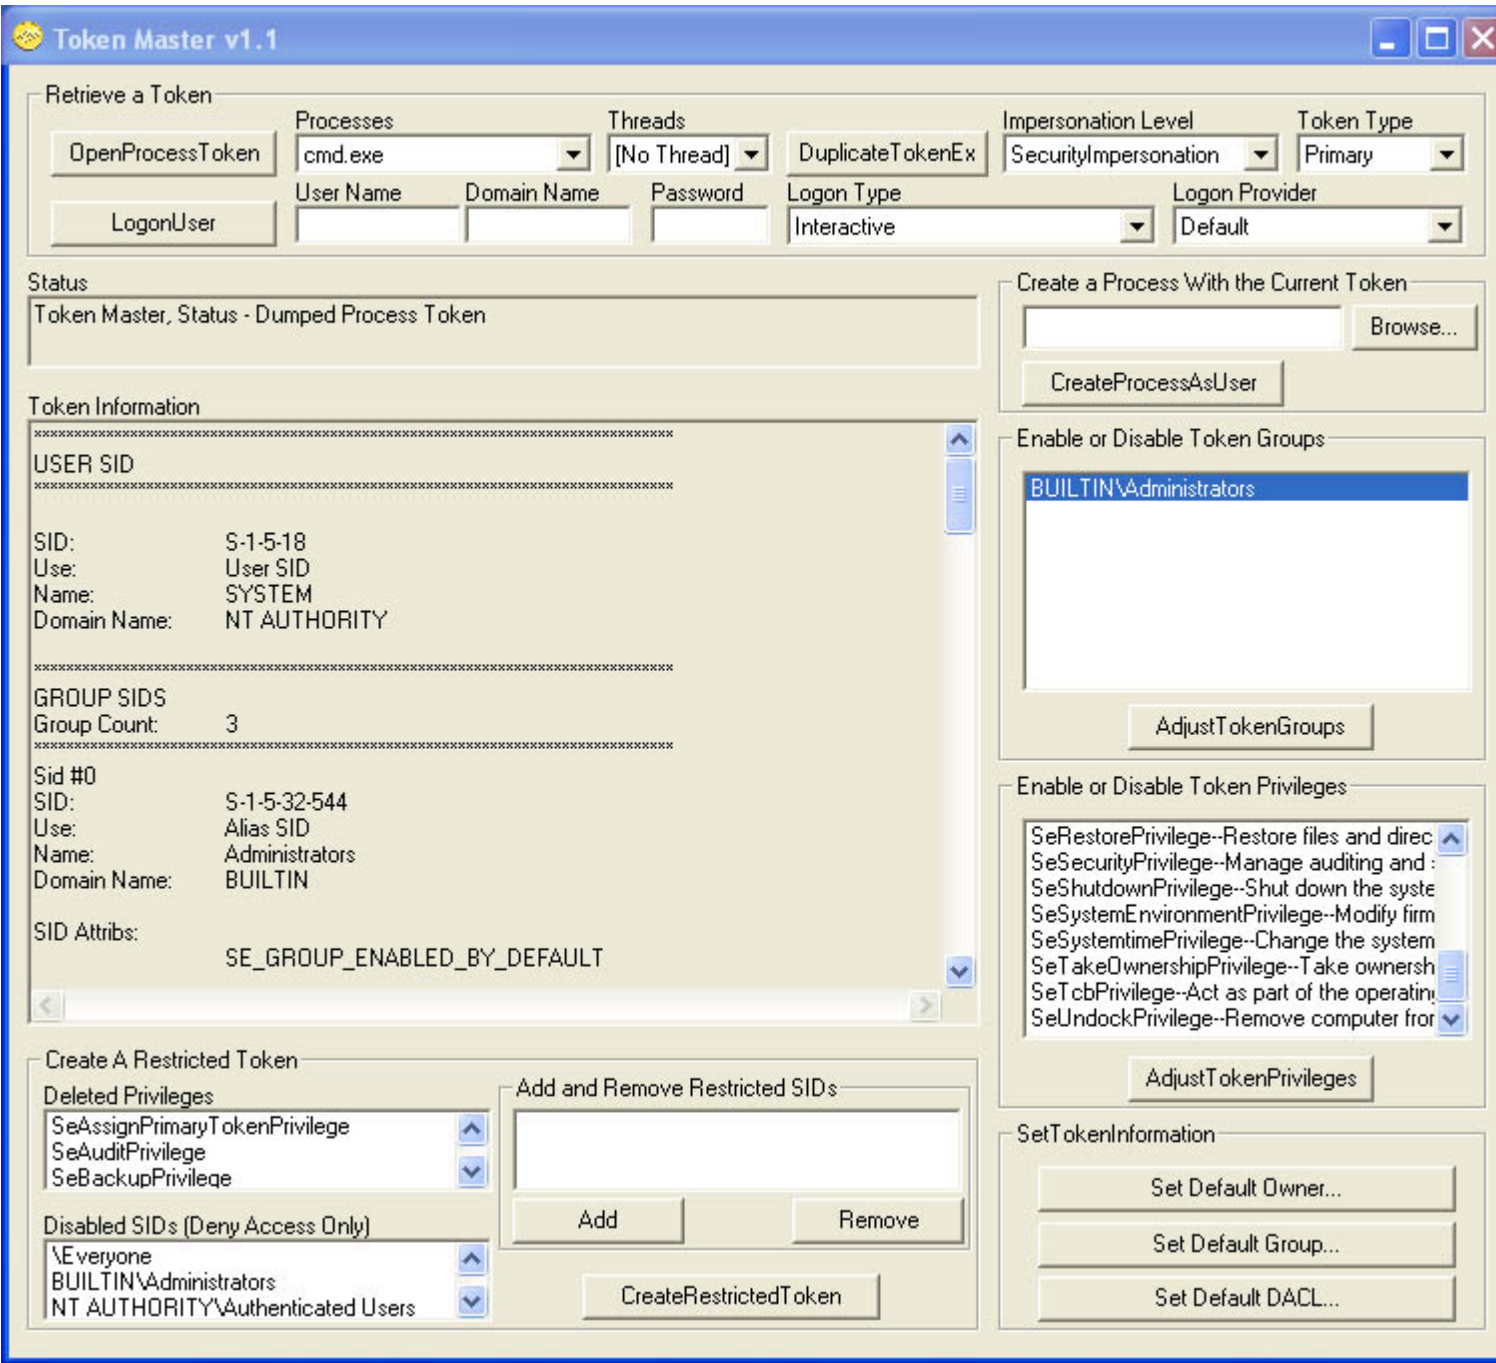 Token Master v1.1
Retrieve a Token
OpenProcessToken
Processes
cmd.exe
Threads
[No Thread]
DuplicateTokenEx
Impersonation Level
SecurityImpersonation
Token Type
Primary
LogonUser
User Name
Domain Name
Password
Logon Type
Interactive
Logon Provider
Default
Status
Token Master, Status - Dumped Process Token
Create a Process With the Current Token
Browse...
CreateProcessAsUser
Token Information
USER SID
SID: S-1-5-18
Use: User SID
Name: SYSTEM
Domain Name: NT AUTHORITY
GROUP SIDS
Group Count: 3
Sid #0
SID: S-1-5-32-544
Use: Alias SID
Name: Administrators
Domain Name: BUILTIN
SID Attribs:
SE_GROUP_ENABLED_BY_DEFAULT
Enable or Disable Token Groups
BUILTIN\Administrators
AdjustTokenGroups
Enable or Disable Token Privileges
SeRestorePrivilege--Restore files and direc
SeSecurityPrivilege--Manage auditing and
SeShutdownPrivilege--Shut down the syste
SeSystemEnvironmentPrivilege--Modify firm
SeSystemtimePrivilege--Change the system
SeTakeOwnershipPrivilege--Take ownersh
SeTcbPrivilege--Act as part of the operating
SeUndockPrivilege--Remove computer from
AdjustTokenPrivileges
Create A Restricted Token
Deleted Privileges
SeAssignPrimaryTokenPrivilege
SeAuditPrivilege
SeBackupPrivilege
Disabled SIDs (Deny Access Only)
\Everyone
BUILTIN\Administrators
NT AUTHORITY\Authenticated Users
Add and Remove Restricted SIDs
Add
Remove
CreateRestrictedToken
SetTokenInformation
Set Default Owner...
Set Default Group...
Set Default DACL...